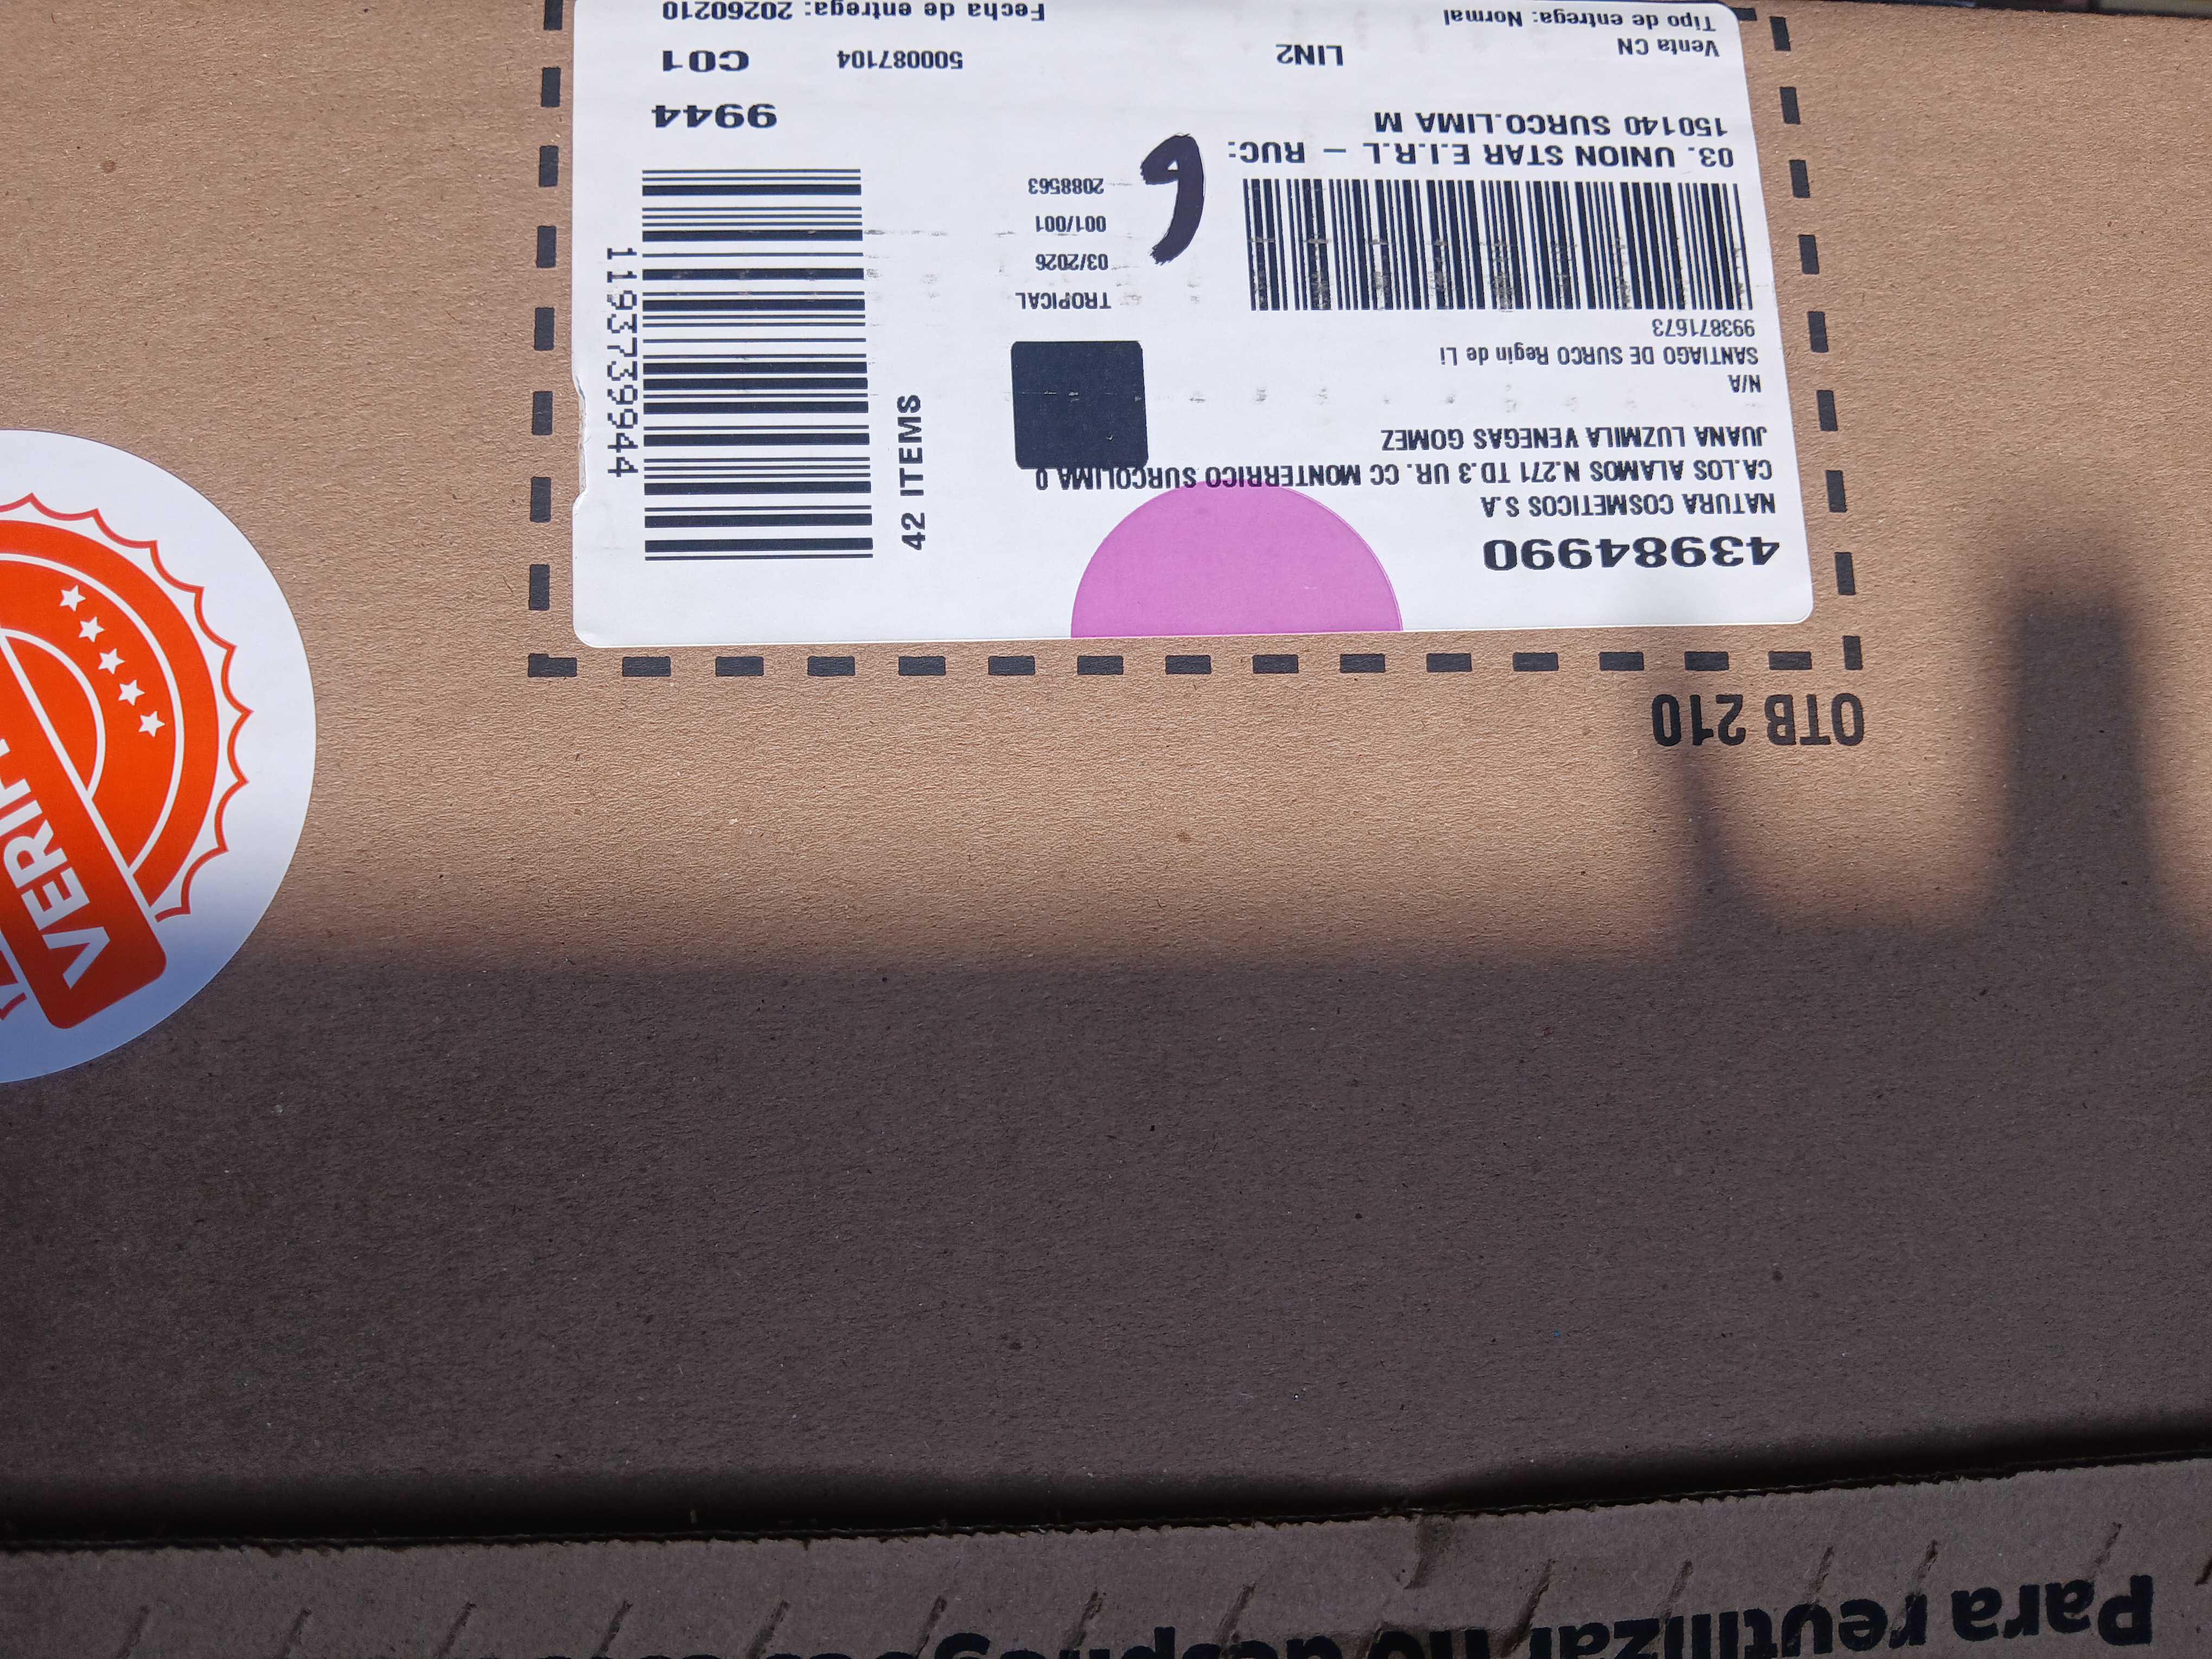 43984990
NATURA COSMETICOS S.A
CA.LOS ALAMOS N.271 TD.3 UR. CC MONTERRICO SURCOLIMA 0
JUANA LUZMILA VENEGAS GOMEZ
N/A
SANTIAGO DE SURCO Regin de Li
993871673
03. UNION STAR E.I.R.L - RUC:
150140 SURCO.LIMA M
Venta CN
LIN2
Tipo de entrega: Normal
TROPICAL
03/2026
001/001
2088563
6
42 ITEMS
1193739944
9944
500087104
C01
Fecha de entrega: 20260210
OTB 210
Para reutilizar no